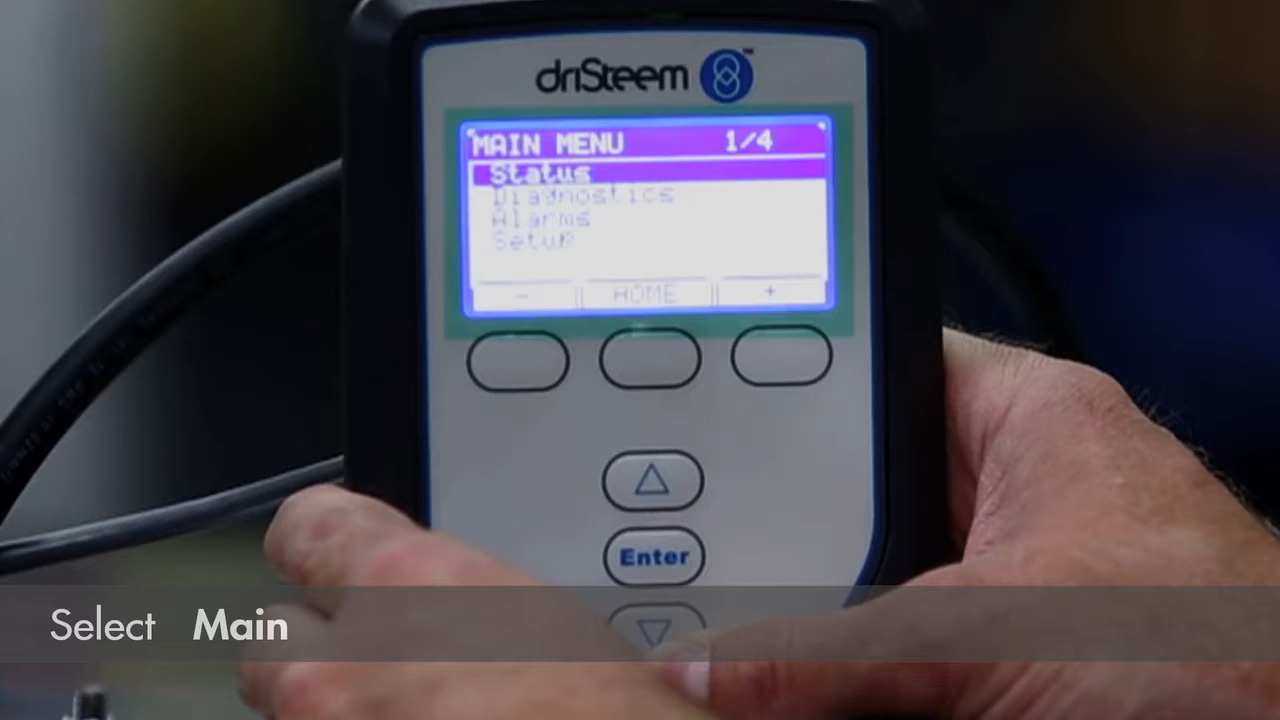 driSteem
MAIN MENU 1/4
Status
Diagnostics
Alarms
Setup
- HOME +
Enter
Select Main